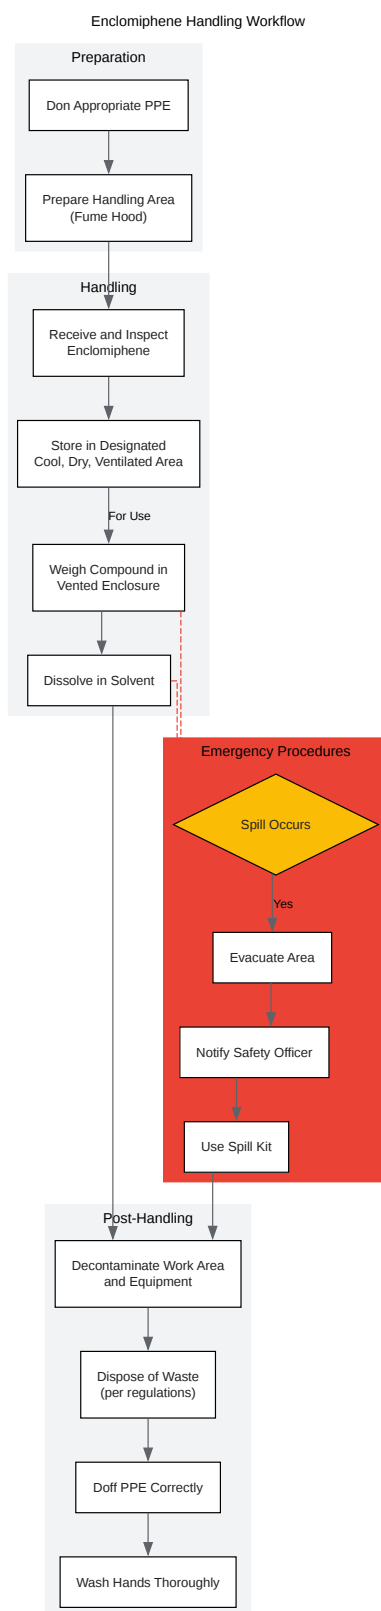 Enclomiphene Handling Workflow
Preparation
Don Appropriate PPE
Prepare Handling Area
(Fume Hood)
Handling
Receive and Inspect
Enclomiphene
Store in Designated
Cool, Dry, Ventilated Area
For Use
Weigh Compound in
Vented Enclosure
Dissolve in Solvent
Emergency Procedures
Spill Occurs
Yes
Evacuate Area
Notify Safety Officer
Use Spill Kit
Post-Handling
Decontaminate Work Area
and Equipment
Dispose of Waste
(per regulations)
Doff PPE Correctly
Wash Hands Thoroughly